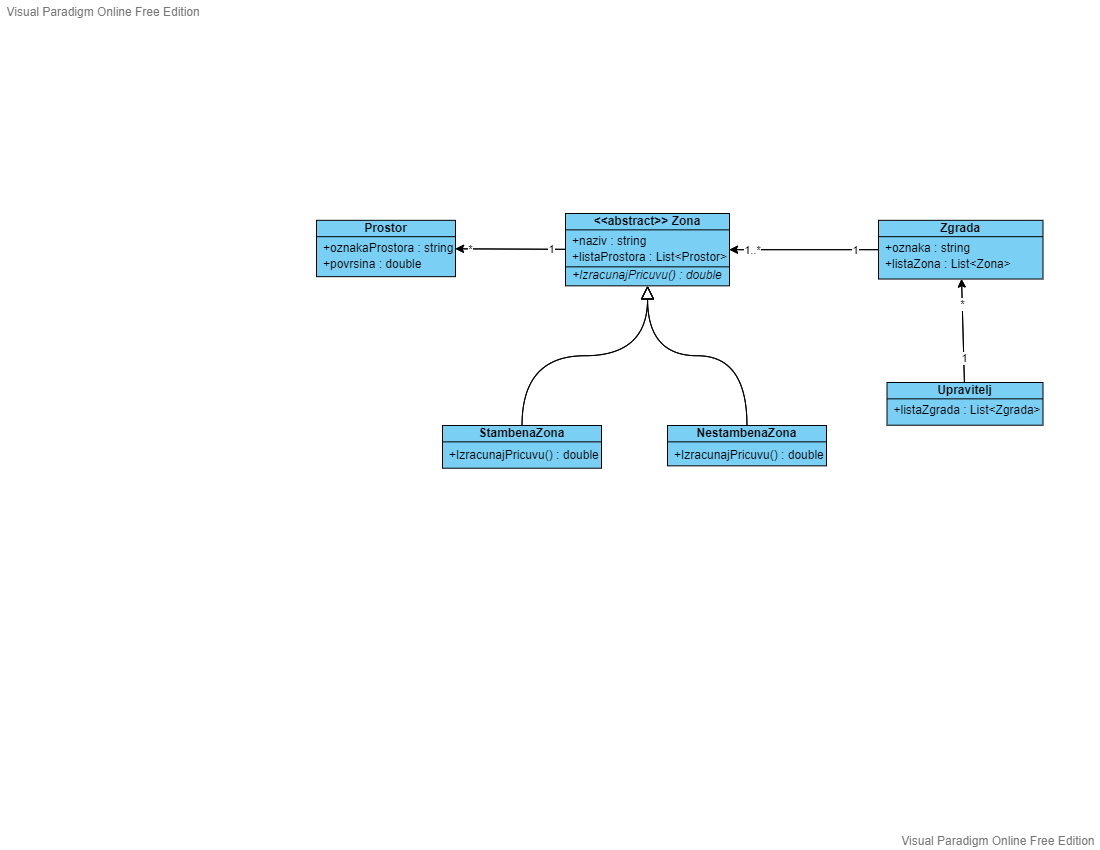 Visual Paradigm Online Free Edition
Prostor
+oznakaProstora : string
+povrsina : double
*
1
<<abstract>> Zona
+naziv : string
+listaProstora : List<Prostor>
+IzracunajPricuvu() : double
1..*
1
Zgrada
+oznaka : string
+listaZona : List<Zona>
*
1
Upravitelj
+listaZgrada : List<Zgrada>
StambenaZona
+IzracunajPricuvu() : double
NestambenaZona
+IzracunajPricuvu() : double
Visual Paradigm Online Free Edition